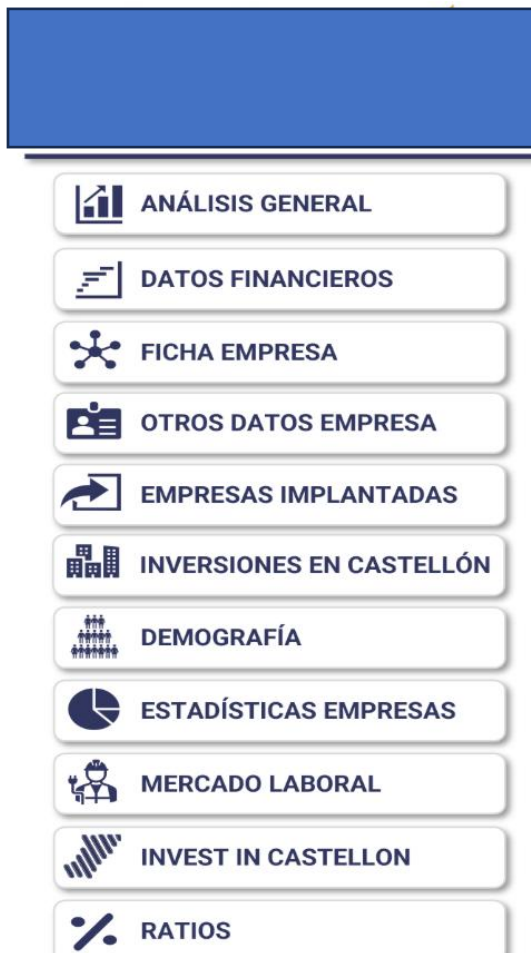 ANÁLISIS GENERAL
DATOS FINANCIEROS
FICHA EMPRESA
OTROS DATOS EMPRESA
EMPRESAS IMPLANTADAS
INVERSIONES EN CASTELLÓN
DEMOGRAFÍA
ESTADÍSTICAS EMPRESAS
MERCADO LABORAL
INVEST IN CASTELLON
RATIOS